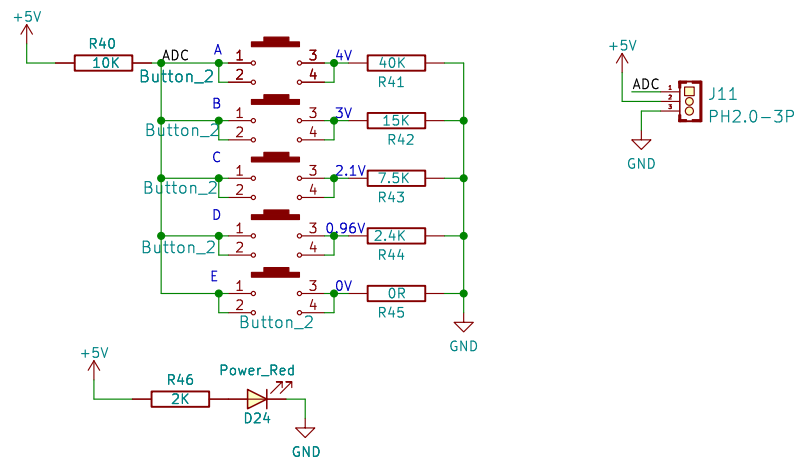 +5V
R40
10K
ADC
A
1
2
Button_2
3
4
4V
40K
R41
B
1
2
Button_2
3
4
3V
15K
R42
C
1
2
Button_2
3
4
2.1V
7.5K
R43
D
1
2
Button_2
3
4
0.96V
2.4K
R44
E
1
2
Button_2
3
4
0V
0R
R45
GND
+5V
ADC
1
2
3
J11
PH2.0-3P
GND
+5V
R46
2K
Power_Red
D24
GND